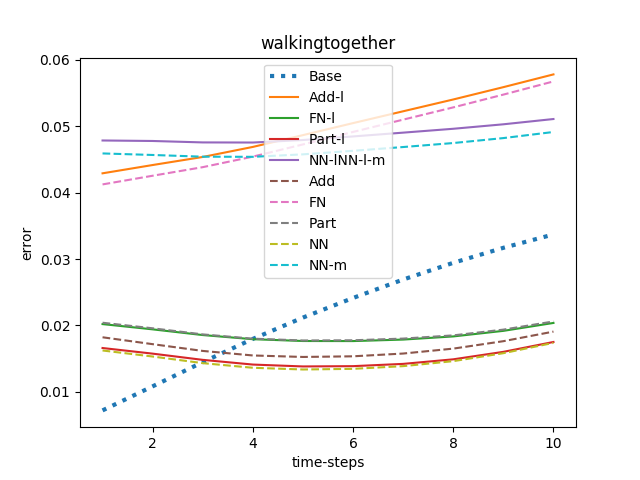 walkingtogether
0.06
0.05
0.04
0.03
0.02
0.01
error
Base
Add-l
FN-l
Part-l
NN-lNN-l-m
Add
FN
Part
NN
NN-m
2
4
6
8
10
time-steps